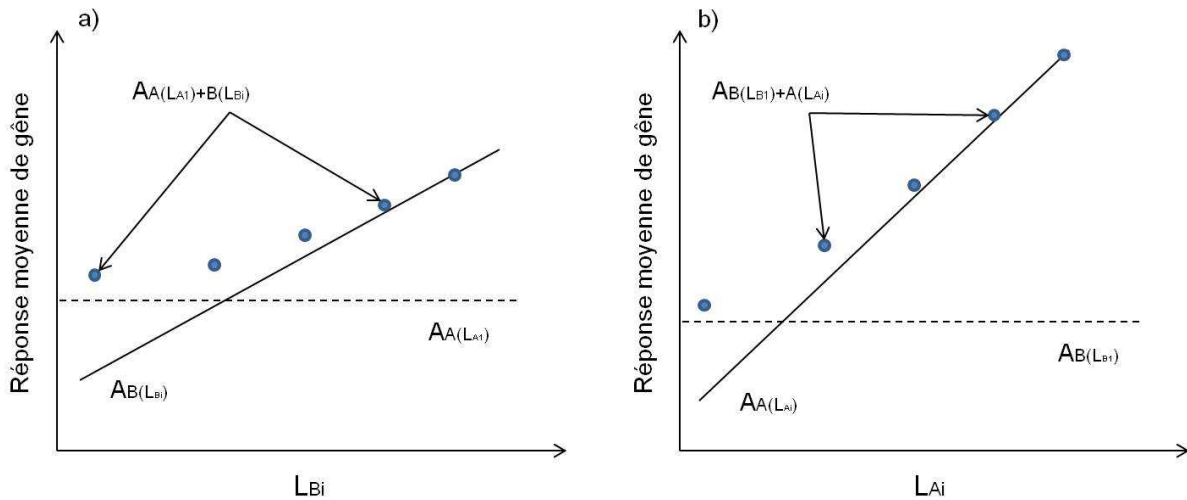 a)
Réponse moyenne de gêne
AA(LA1)+B(LBi)
AA(LA1)
AB(LBi)
LBi
b)
Réponse moyenne de gêne
AB(LB1)+A(LAi)
AB(LB1)
AA(LAi)
LAi